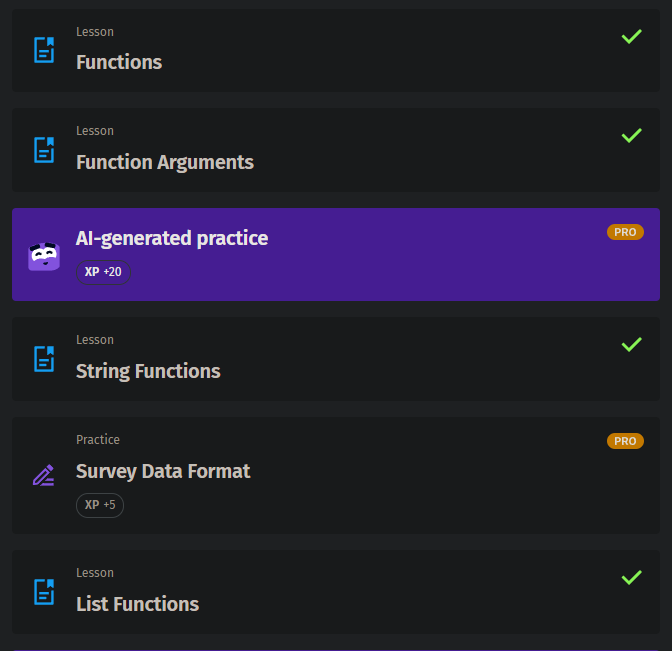 Lesson
Functions
Lesson
Function Arguments
AI-generated practice
PRO
XP +20
Lesson
String Functions
Practice
PRO
Survey Data Format
XP +5
Lesson
List Functions